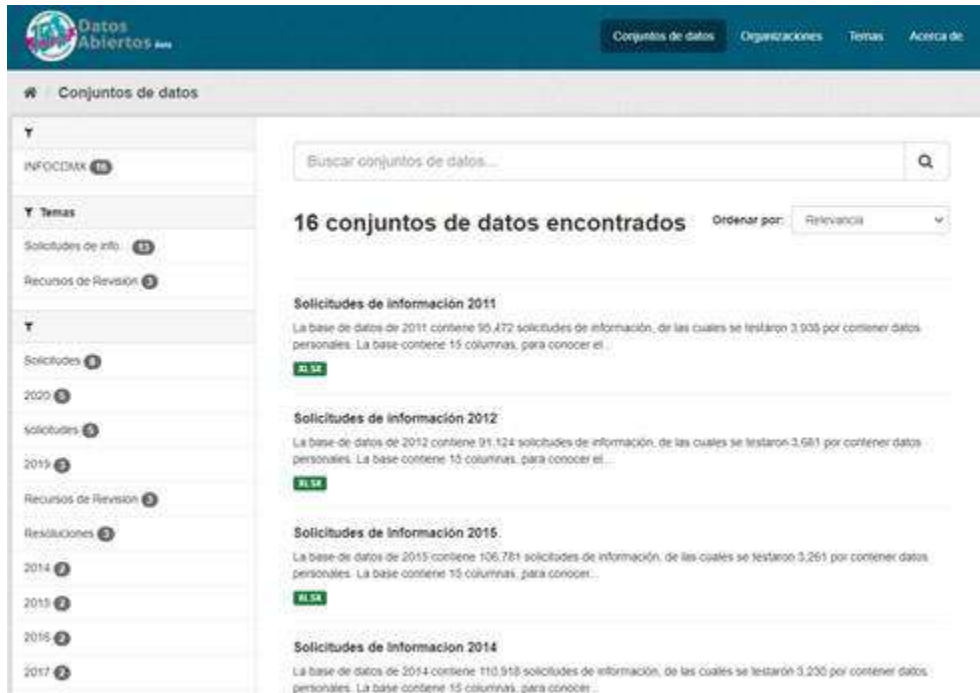 Datos
Abiertos Beta
Conjuntos de datos
Organizaciones
Temas
Acerca de
Conjuntos de datos
INFOCDMX 16
Temas
Solicitudes de info... 13
Recursos de Revisión 3
Solicitudes 8
2020 5
solicitudes 5
2019 3
Recursos de Revisión 3
Resoluciones 3
2014 2
2015 2
2016 2
2017 2
Buscar conjuntos de datos...
16 conjuntos de datos encontrados
Ordenar por: Relevancia
Solicitudes de información 2011
La base de datos de 2011 contiene 95,472 solicitudes de información, de las cuales se testaron 3,938 por contener datos
personales. La base contiene 15 columnas, para conocer el...
XLSX
Solicitudes de información 2012
La base de datos de 2012 contiene 91,124 solicitudes de información, de las cuales se testaron 3,681 por contener datos
personales. La base contiene 15 columnas, para conocer el...
XLSX
Solicitudes de Información 2015.
La base de datos de 2015 contiene 106,781 solicitudes de información, de las cuales se testaron 3,261 por contener datos
personales. La base contiene 15 columnas, para conocer...
XLSX
Solicitudes de Informacion 2014
La base de datos de 2014 contiene 110,918 solicitudes de información, de las cuales se testaron 3,230 por contener datos
personales. La base contiene 15 columnas, para conocer...